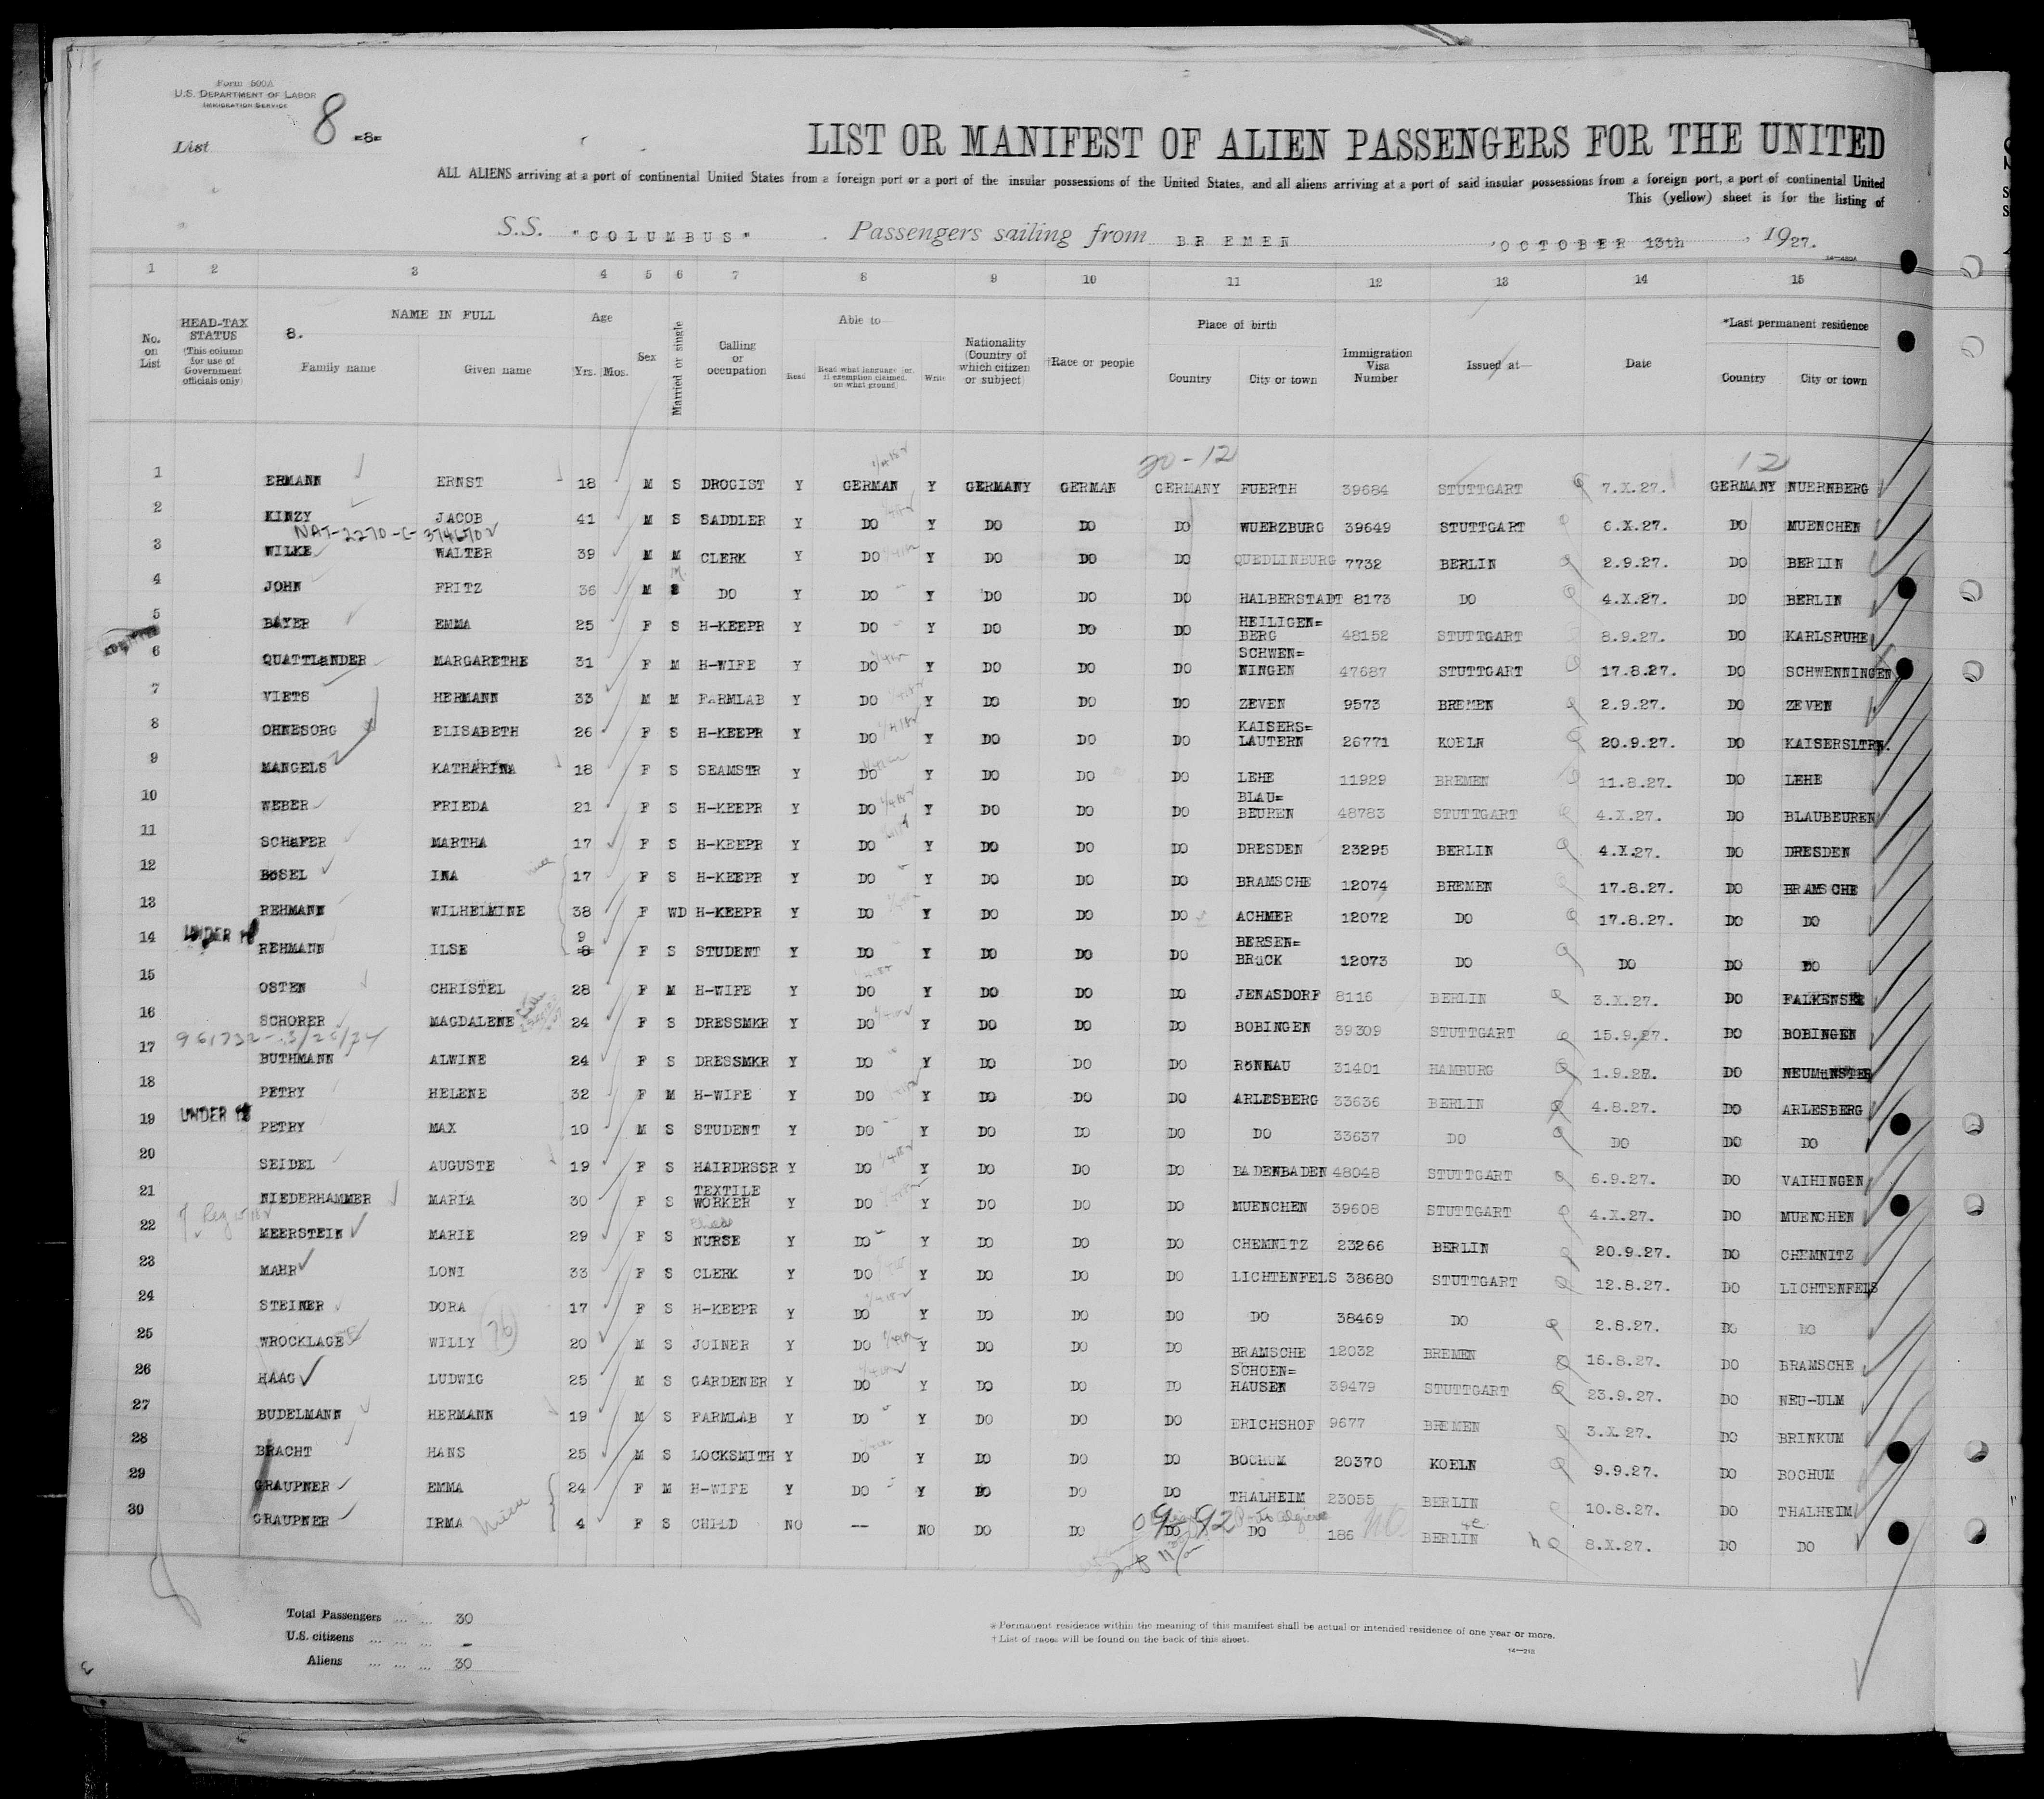 Form 500A
U.S. DEPARTMENT OF LABOR
IMMIGRATION SERVICE
List 8 =8=
LIST OR MANIFEST OF ALIEN PASSENGERS FOR THE UNITED
ALL ALIENS arriving at a port of continental United States from a foreign port or a port of the insular possessions of the United States, and all aliens arriving at a port of said insular possessions from a foreign port, a port of continental United
This (yellow) sheet is for the listing of
S.S. "COLUMBUS" . Passengers sailing from BREMEN OCTOBER 13th, 1927.
1 2 3 4 5 6 7 8 9 10 11 12 13 14 15
No. on List HEAD-TAX STATUS (This column for use of Government officials only) 8. NAME IN FULL Family name Given name Age Yrs. Mos. Sex Married or single Calling or occupation Able to Read Read what language (or, if exemption claimed, on what ground) Write Nationality (Country of which citizen or subject) †Race or people Place of birth Country City or town Immigration Visa Number Issued at— Date *Last permanent residence Country City or town
20-12 12
1 ERMANN ERNST 18 M S DROGIST Y GERMAN Y GERMANY GERMAN GERMANY FUERTH 39684 STUTTGART 7.X.27. GERMANY NUERNBERG
2 KINZY JACOB 41 M S SADDLER Y DO Y DO DO DO WUERZBURG 39649 STUTTGART 6.X.27. DO MUENCHEN
NAT-2270-C-374670
3 WILKE WALTER 39 M M CLERK Y DO Y DO DO DO QUEDLINBURG 7732 BERLIN 2.9.27. DO BERLIN
4 JOHN FRITZ 36 M S M DO Y DO Y DO DO DO HALBERSTADT 8173 DO 4.X.27. DO BERLIN
5 BAYER EMMA 25 F S H-KEEPR Y DO Y DO DO DO HEILIGEN= BERG 48152 STUTTGART 8.9.27. DO KARLSRUHE
6 QUATTLäNDER MARGARETHE 31 F M H-WIFE Y DO Y DO DO DO SCHWEN= NINGEN 47687 STUTTGART 17.8.27. DO SCHWENNINGEN
7 VIETS HERMANN 33 M M FARMLAB Y DO Y DO DO DO ZEVEN 9573 BREMEN 2.9.27. DO ZEVEN
8 OHNESORG ELISABETH 26 F S H-KEEPR Y DO Y DO DO DO KAISERS= LAUTERN 26771 KOELN 20.9.27. DO KAISERSLTRN.
9 MANGELS KATHARINA 18 F S SEAMSTR Y DO Y DO DO DO LEHE 11929 BREMEN 11.8.27. DO LEHE
10 WEBER FRIEDA 21 F S H-KEEPR Y DO Y DO DO DO BLAU= BEUREN 48783 STUTTGART 4.X.27. DO BLAUBEUREN
11 SCHäFER MARTHA 17 F S H-KEEPR Y DO Y DO DO DO DRESDEN 23295 BERLIN 4.X.27. DO DRESDEN
12 BöSEL INA 17 F S H-KEEPR Y DO Y DO DO DO BRAMSCHE 12074 BREMEN 17.8.27. DO BRAMSCHE
13 REHMANN WILHELMINE 38 F WD H-KEEPR Y DO Y DO DO DO ACHMER 12072 DO 17.8.27. DO DO
14 UNDER 16 REHMANN ILSE 9 8 F S STUDENT Y DO Y DO DO DO BERSEN= BRüCK 12073 DO DO DO DO
15 OSTEN CHRISTEL 28 F M H-WIFE Y DO Y DO DO DO JENASDORF 8116 BERLIN 3.X.27. DO FALKENSEE
16 SCHORER MAGDALENE 24 F S DRESSMKR Y DO Y DO DO DO BOBINGEN 39309 STUTTGART 15.9.27. DO BOBINGEN
17 BUTHMANN ALWINE 24 F S DRESSMKR Y DO Y DO DO DO RöNNAU 31401 HAMBURG 1.9.27. DO NEUMüNSTER
18 PETRY HELENE 32 F M H-WIFE Y DO Y DO DO DO ARLESBERG 33636 BERLIN 4.8.27. DO ARLESBERG
19 UNDER 16 PETRY MAX 10 M S STUDENT Y DO Y DO DO DO DO 33637 DO DO DO DO
20 SEIDEL AUGUSTE 19 F S HAIRDRSSR Y DO Y DO DO DO BADENBADEN 48048 STUTTGART 6.9.27. DO VAIHINGEN
21 NIEDERHAMMER MARIA 30 F S TEXTILE WORKER Y DO Y DO DO DO MUENCHEN 39608 STUTTGART 4.X.27. DO MUENCHEN
22 MEERSTEIN MARIE 29 F S NURSE Y DO Y DO DO DO CHEMNITZ 23266 BERLIN 20.9.27. DO CHEMNITZ
23 MAHR LONI 33 F S CLERK Y DO Y DO DO DO LICHTENFELS 38680 STUTTGART 12.8.27. DO LICHTENFELS
24 STEINER DORA 17 F S H-KEEPR Y DO Y DO DO DO DO 38469 DO 2.8.27. DO DO
25 WROCKLAGE WILLY 20 M S JOINER Y DO Y DO DO DO BRAMSCHE 12032 BREMEN 16.8.27. DO BRAMSCHE
26 HAAG LUDWIG 25 M S GARDENER Y DO Y DO DO DO SCHOEN= HAUSEN 39479 STUTTGART 23.9.27. DO NEU-ULM
27 BUDELMANN HERMANN 19 M S FARMLAB Y DO Y DO DO DO ERICHSHOF 9677 BREMEN 3.X.27. DO BRINKUM
28 BRACHT HANS 25 M S LOCKSMITH Y DO Y DO DO DO BOCHUM 20370 KOELN 9.9.27. DO BOCHUM
29 GRAUPNER EMMA 24 F M H-WIFE Y DO Y DO DO DO THALHEIM 23055 BERLIN 10.8.27. DO THALHEIM
30 GRAUPNER IRMA 4 F S CHILD NO -- NO DO DO DO DO 186 BERLIN 8.X.27. DO DO
Total Passengers ... ... 30
U.S. citizens ... ... ... -
Aliens ... ... ... 30
* Permanent residence within the meaning of this manifest shall be actual or intended residence of one year or more.
† List of races will be found on the back of this sheet.
14—213